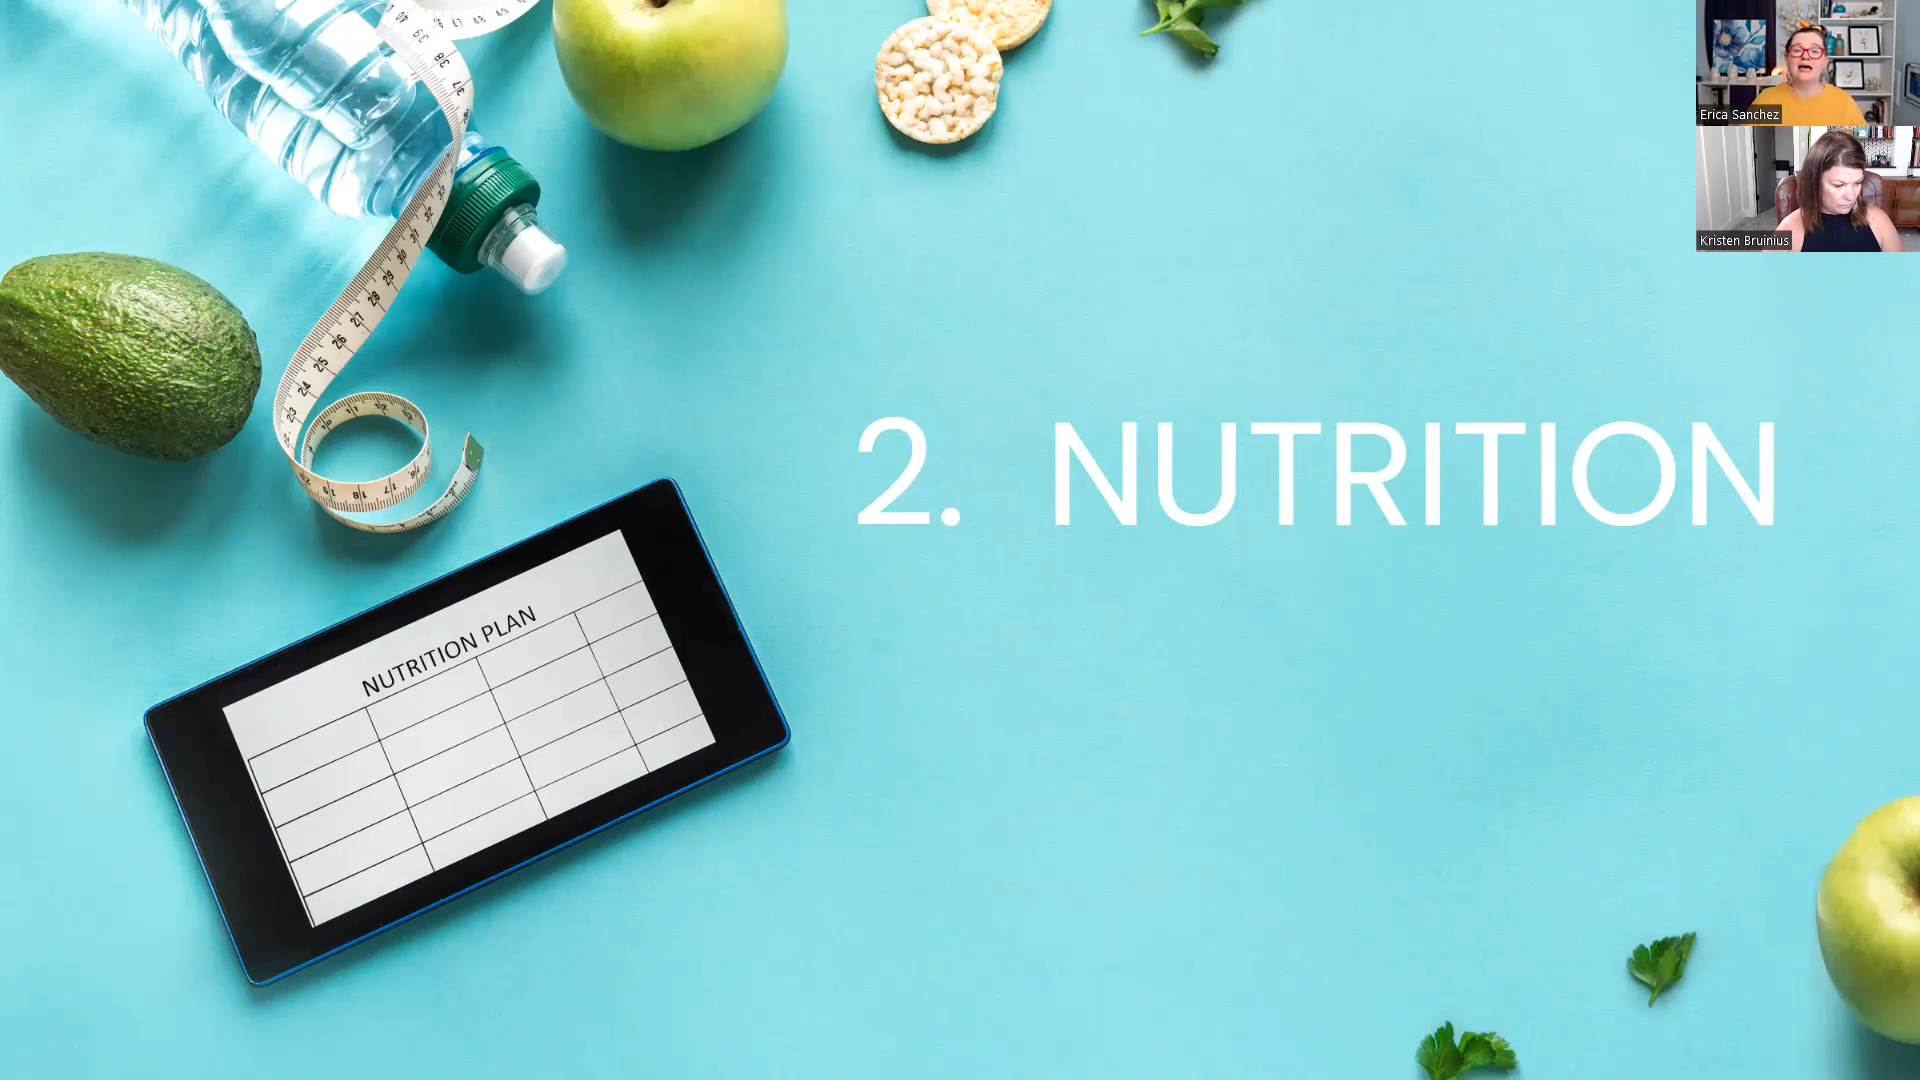 Erica Sanchez
Kristen Bruinius
2. NUTRITION
NUTRITION PLAN